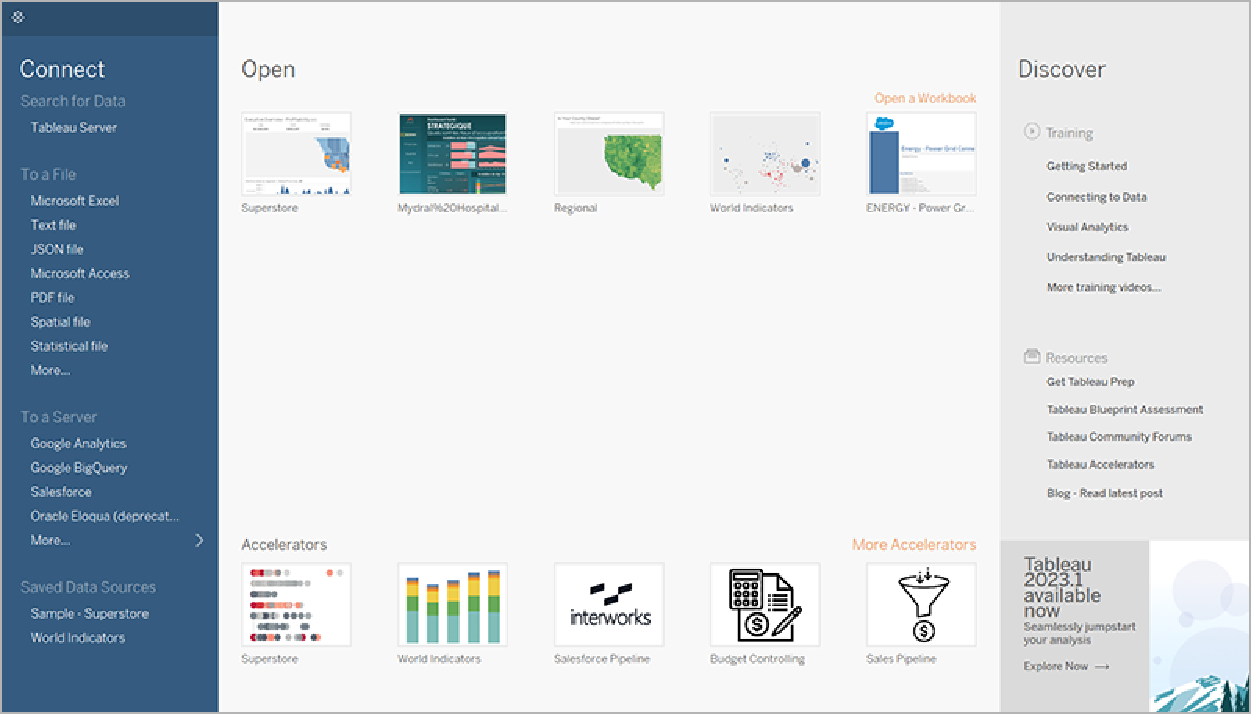 Connect
Search for Data
Tableau Server
To a File
Microsoft Excel
Text file
JSON file
Microsoft Access
PDF file
Spatial file
Statistical file
More...
To a Server
Google Analytics
Google BigQuery
Salesforce
Oracle Eloqua (deprecat...
More...
Saved Data Sources
Sample - Superstore
World Indicators
Open
Open a Workbook
STRATEGIQUE
Energy - Power Grid Conne
Superstore
Mydral%20Hospital...
Regional
World Indicators
ENERGY - Power Gr...
Accelerators
More Accelerators
interworks
Superstore
World Indicators
Salesforce Pipeline
Budget Controlling
Sales Pipeline
Discover
Training
Getting Started
Connecting to Data
Visual Analytics
Understanding Tableau
More training videos...
Resources
Get Tableau Prep
Tableau Blueprint Assessment
Tableau Community Forums
Tableau Accelerators
Blog - Read latest post
Tableau
2023.1
available
now
Seamlessly jumpstart
your analysis
Explore Now →